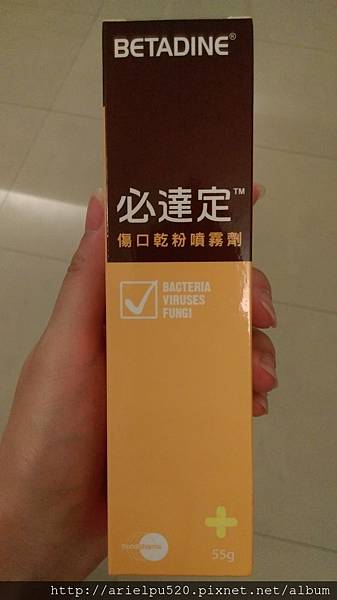 BETADINE®
必達定™
傷口乾粉噴霧劑
BACTERIA
VIRUSES
FUNGI
mundipharma
55g
http://arielpu520.pixnet.net/album